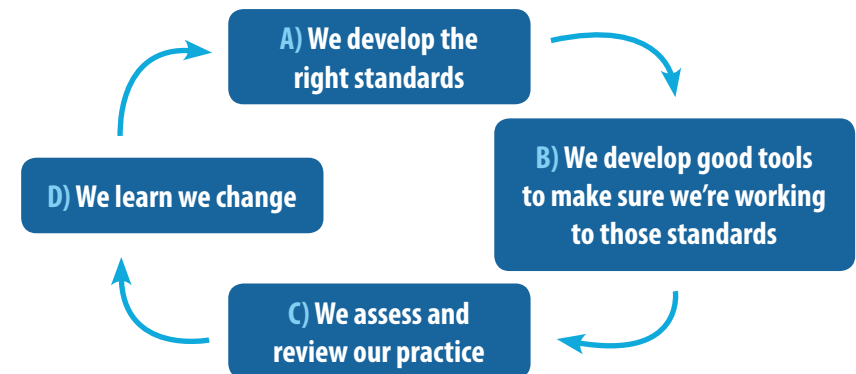 A) We develop the
right standards
B) We develop good tools
to make sure we're working
to those standards
C) We assess and
review our practice
D) We learn we change